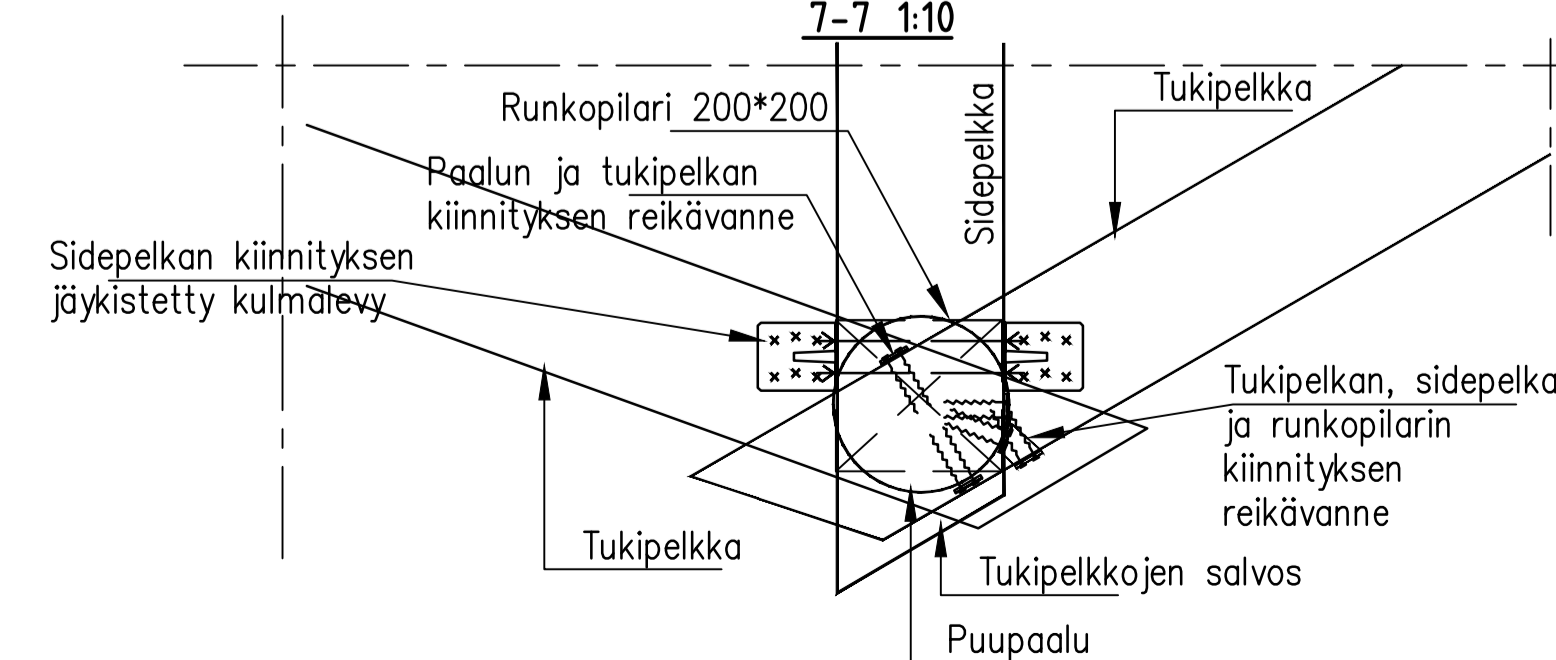 7-7 1:10
Runkopilari 200*200
Tukipelkka
Sidepelkka
Paalun ja tukipelkan
kiinnityksen reikävanne
Sidepelkan kiinnityksen
jäykistetty kulmalevy
Tukipelkan, sidepelka
ja runkopilarin
kiinnityksen
reikävanne
Tukipelkka
Tukipelkkojen salvos
Puupaalu